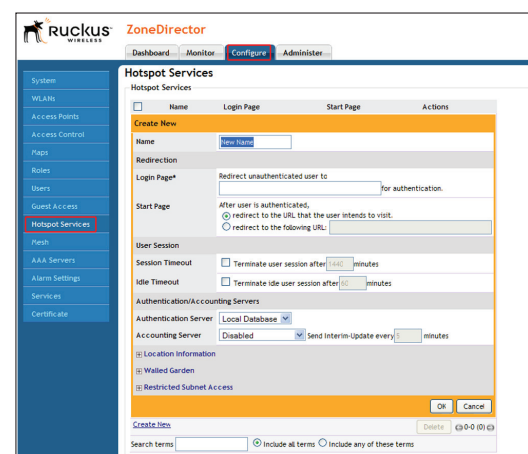 Ruckus
WIRELESS
ZoneDirector
Dashboard Monitor Configure Administer
System
WLANs
Access Points
Access Control
Maps
Roles
Users
Guest Access
Hotspot Services
Mesh
AAA Servers
Alarm Settings
Services
Certificate
Hotspot Services
Hotspot Services
Name Login Page Start Page Actions
Create New
Name New Name
Redirection
Login Page* Redirect unauthenticated user to
for authentication.
Start Page After user is authenticated,
redirect to the URL that the user intends to visit.
redirect to the following URL:
User Session
Session Timeout Terminate user session after 1440 minutes
Idle Timeout Terminate idle user session after 60 minutes
Authentication/Accounting Servers
Authentication Server Local Database
Accounting Server Disabled Send Interim-Update every 5 minutes
Location Information
Walled Garden
Restricted Subnet Access
OK Cancel
Create New Delete 0-0 (0)
Search terms Include all terms Include any of these terms